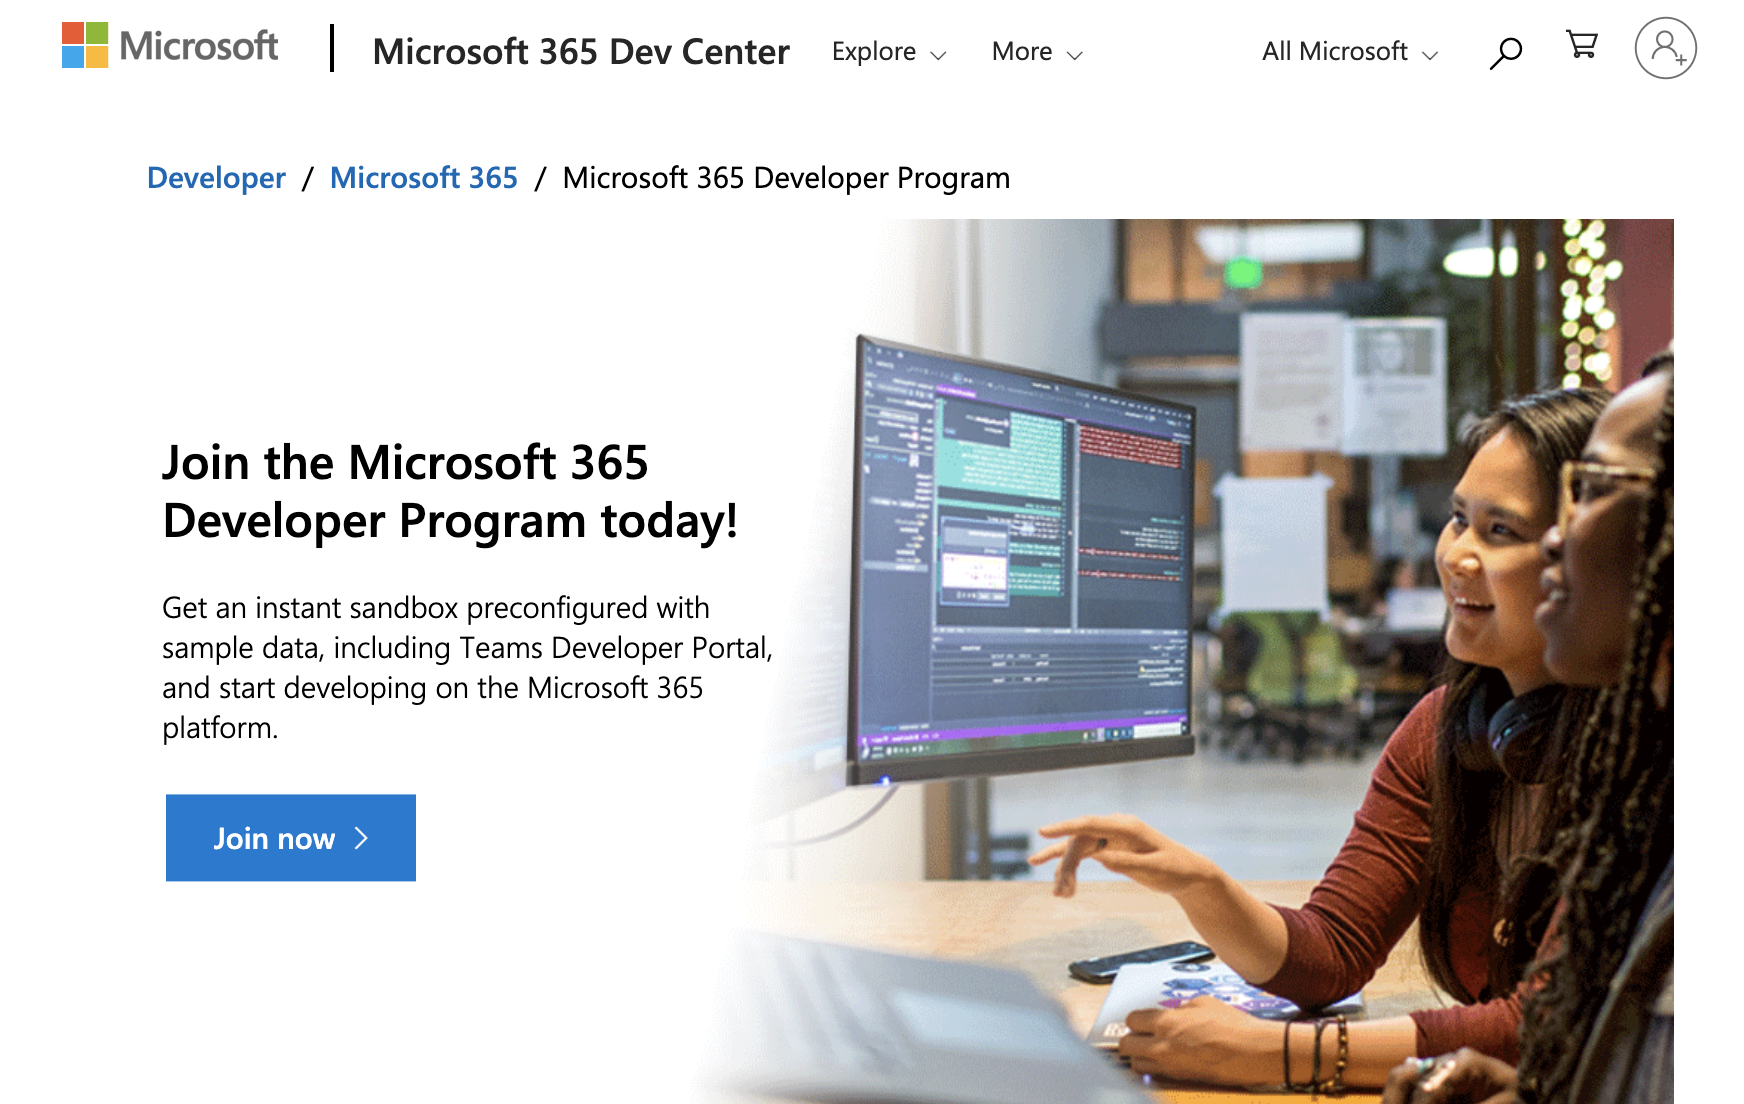 Microsoft
Microsoft 365 Dev Center
Explore
More
All Microsoft
Developer / Microsoft 365 / Microsoft 365 Developer Program
Join the Microsoft 365
Developer Program today!
Get an instant sandbox preconfigured with
sample data, including Teams Developer Portal,
and start developing on the Microsoft 365
platform.
Join now